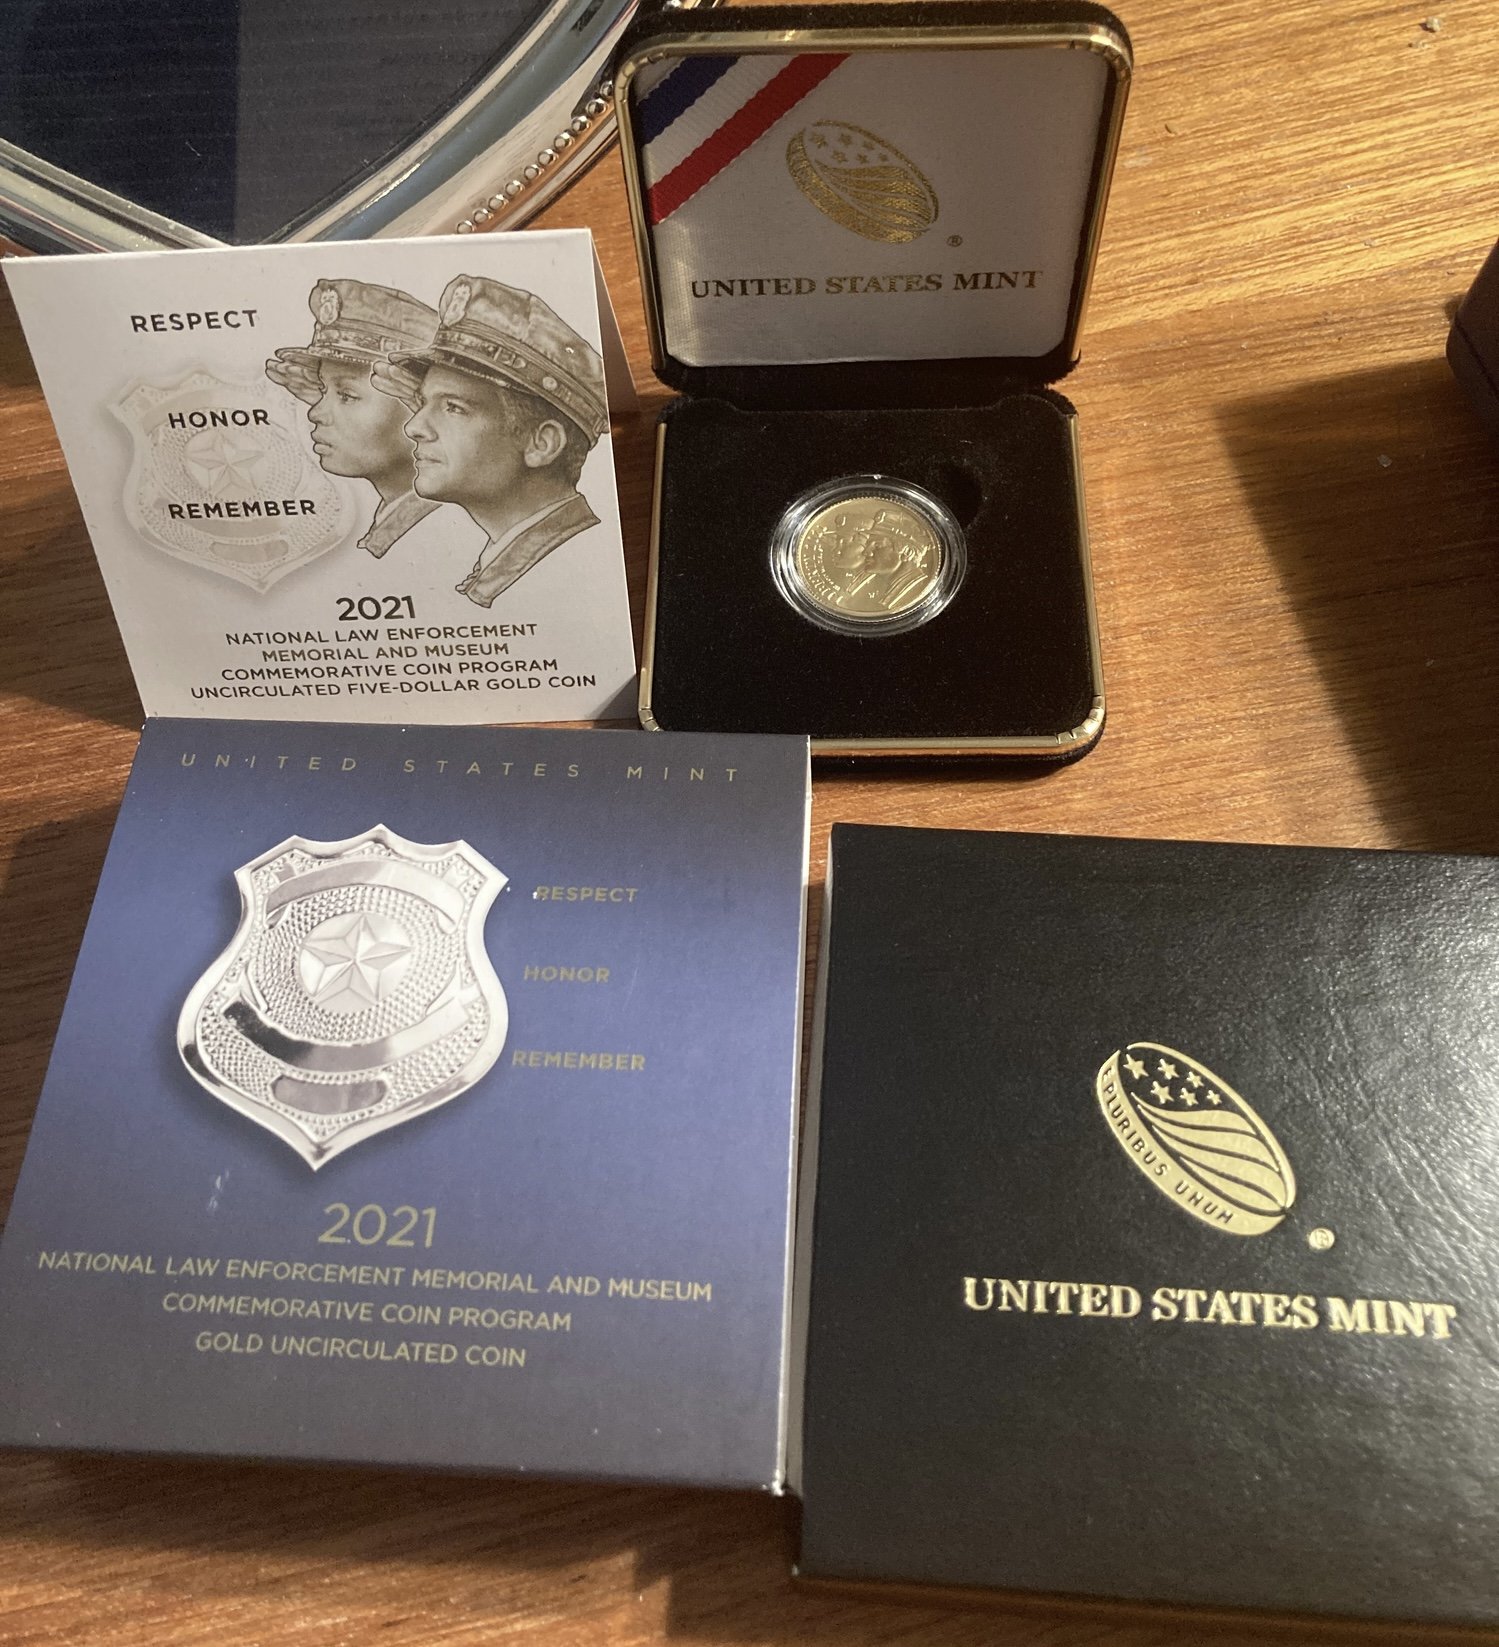 UNITED STATES MINT
®
RESPECT
HONOR
REMEMBER
2021
NATIONAL LAW ENFORCEMENT
MEMORIAL AND MUSEUM
COMMEMORATIVE COIN PROGRAM
UNCIRCULATED FIVE-DOLLAR GOLD COIN
UNITED STATES MINT
RESPECT
HONOR
REMEMBER
2021
NATIONAL LAW ENFORCEMENT MEMORIAL AND MUSEUM
COMMEMORATIVE COIN PROGRAM
GOLD UNCIRCULATED COIN
E PLURIBUS UNUM
®
UNITED STATES MINT